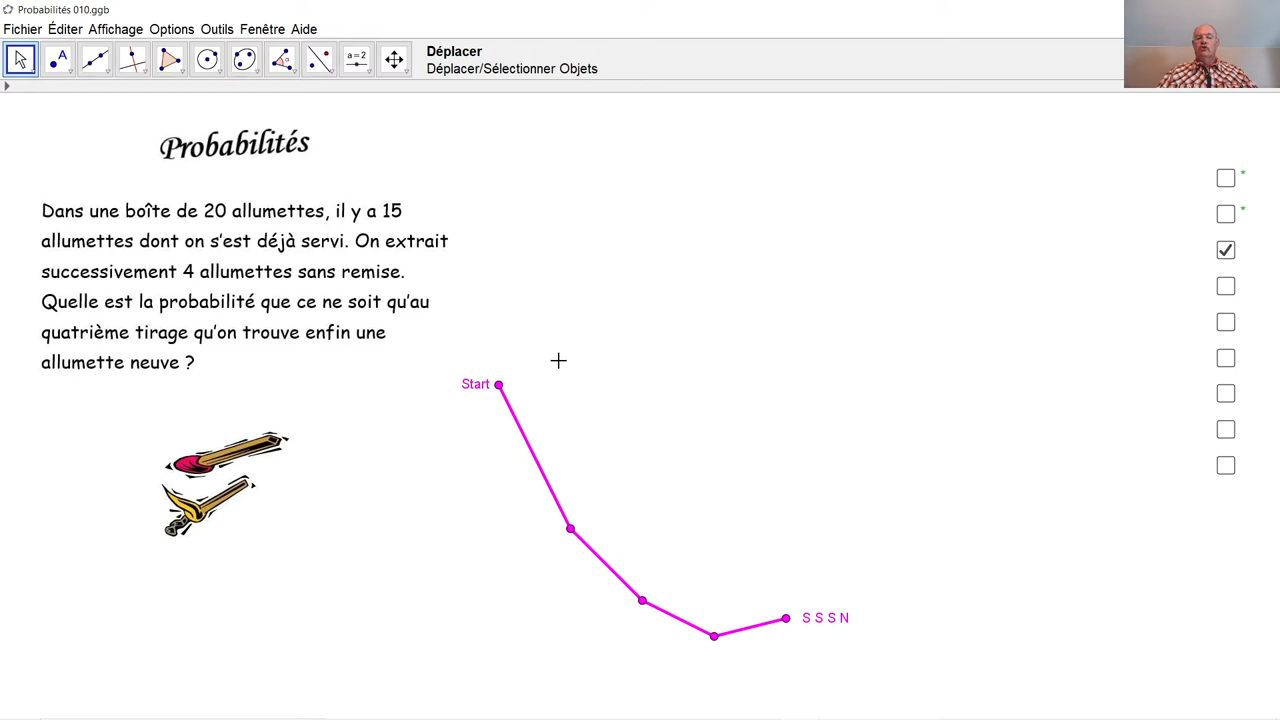 Probabilités 010.ggb
Fichier Éditer Affichage Options Outils Fenêtre Aide
A
a=2
Déplacer
Déplacer/Sélectionner Objets
Probabilités
Dans une boîte de 20 allumettes, il y a 15
allumettes dont on s'est déjà servi. On extrait
successivement 4 allumettes sans remise.
Quelle est la probabilité que ce ne soit qu'au
quatrième tirage qu'on trouve enfin une
allumette neuve ?
Start
S S S N